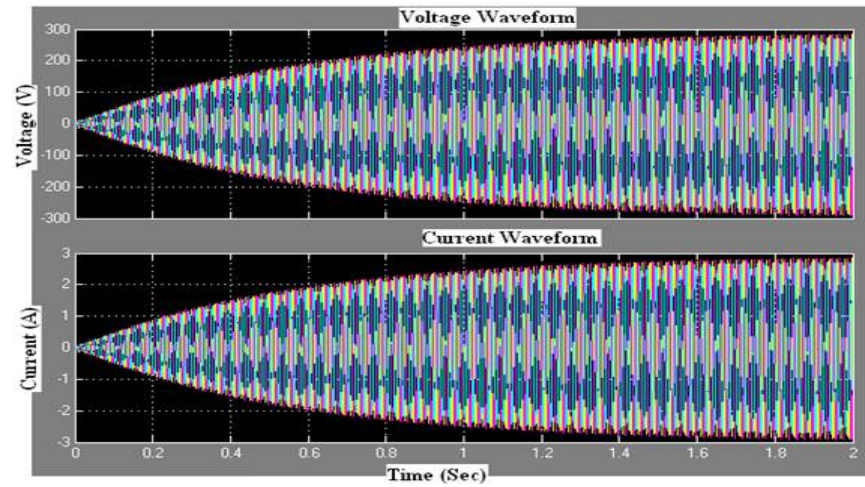 Voltage Waveform
300
200
100
0
-100
-200
-300
Voltage (V)
Current Waveform
3
2
1
0
-1
-2
-3
Current (A)
0 0.2 0.4 0.6 0.8 1 1.2 1.4 1.6 1.8 2
Time (Sec)